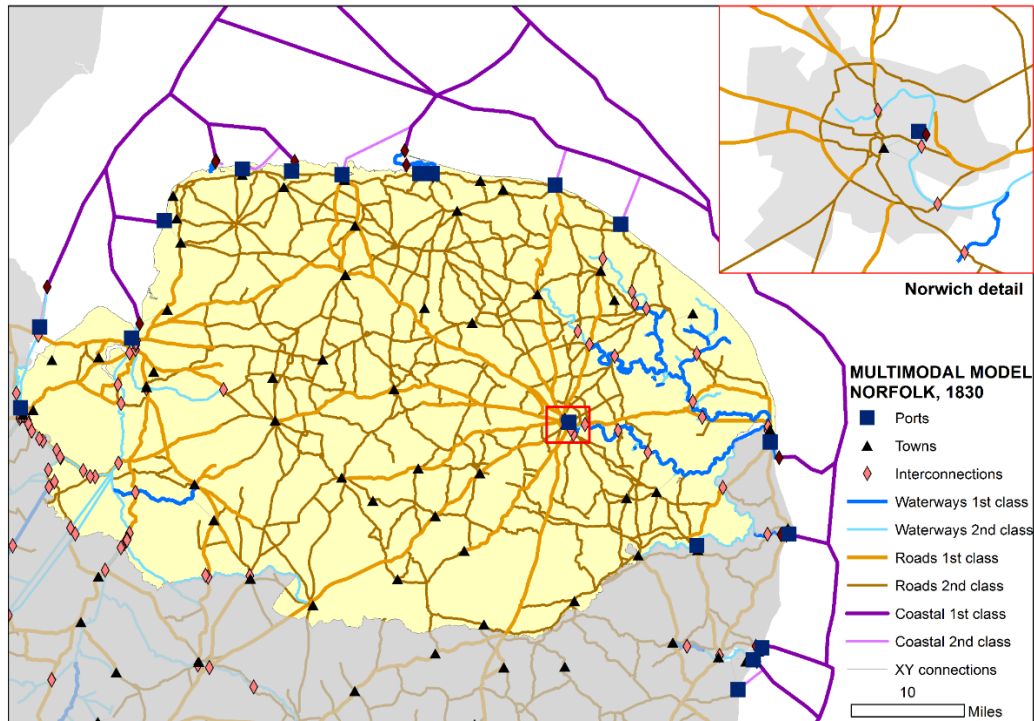 Norwich detail
MULTIMODAL MODEL
NORFOLK, 1830
Ports
Towns
Interconnections
Waterways 1st class
Waterways 2nd class
Roads 1st class
Roads 2nd class
Coastal 1st class
Coastal 2nd class
XY connections
10
Miles